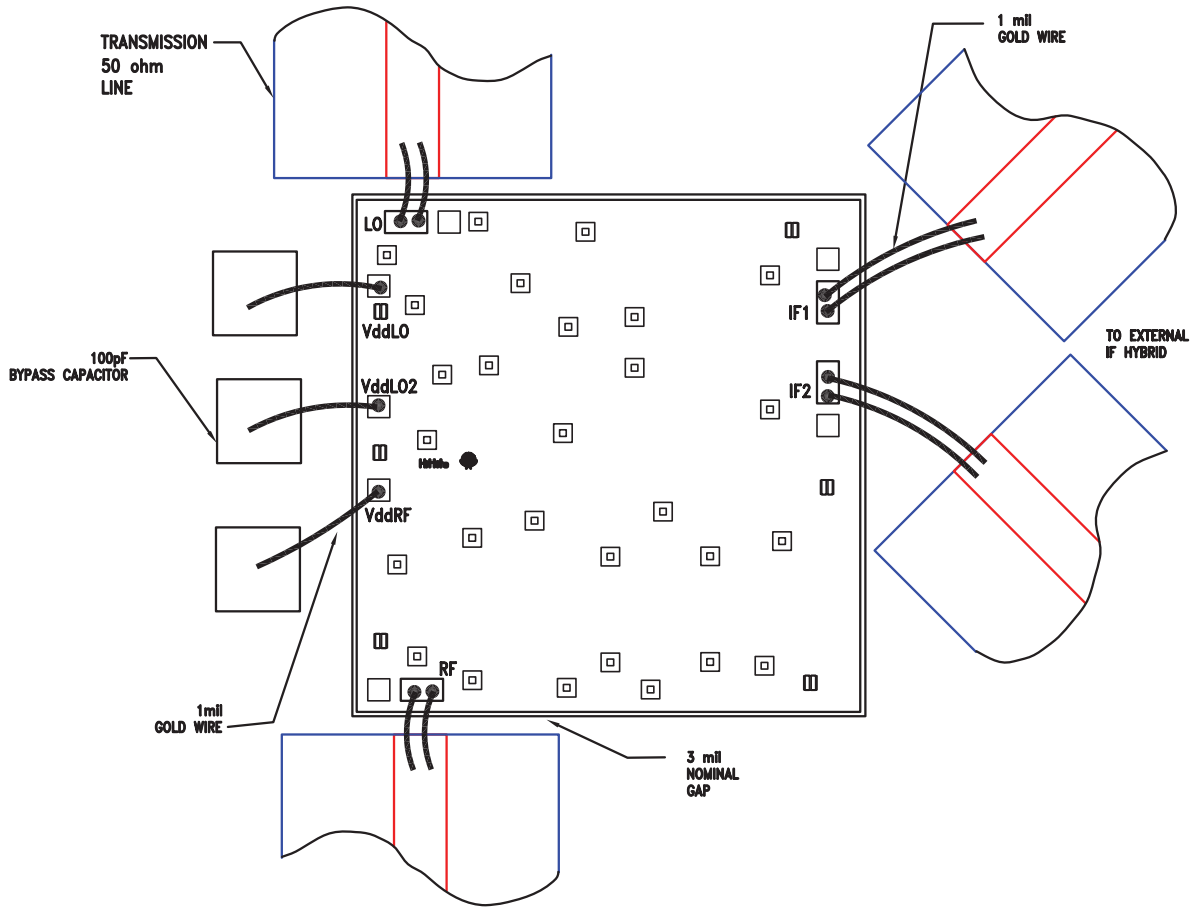 TRANSMISSION
50 ohm
LINE
1 mil
GOLD WIRE
LO
VddLO
IF1
TO EXTERNAL
IF HYBRID
100pF
BYPASS CAPACITOR
VddLO2
IF2
VddRF
RF
1mil
GOLD WIRE
3 mil
NOMINAL
GAP